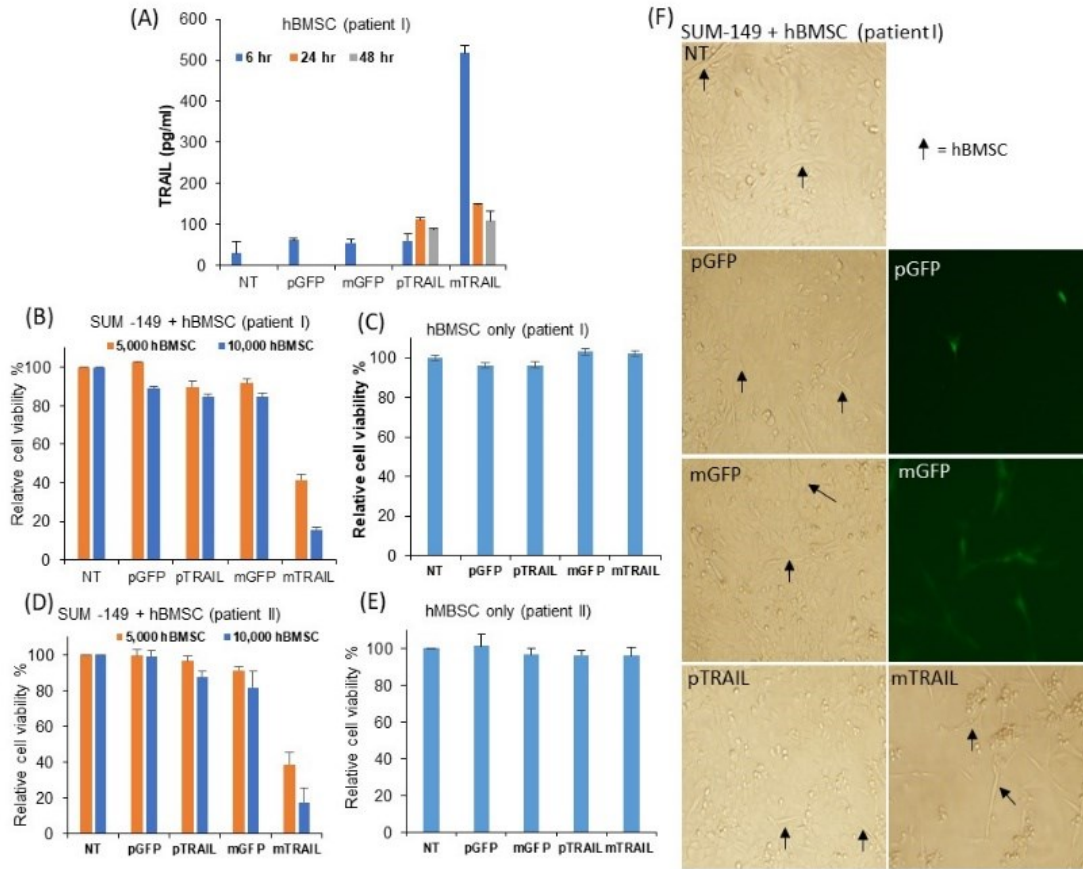 (A)
hBMSC (patient I)
6 hr 24 hr 48 hr
TRAIL (pg/ml)
600
500
400
300
200
100
0
NT pGFP mGFP pTRAIL mTRAIL
(B)
SUM -149 + hBMSC (patient I)
5,000 hBMSC 10,000 hBMSC
Relative cell viability %
100
80
60
40
20
0
NT pGFP pTRAIL mGFP mTRAIL
(C)
hBMSC only (patient I)
Relative cell viability %
120
100
80
60
40
20
0
NT pGFP pTRAIL mGFP mTRAIL
(D)
SUM -149 + hBMSC (patient II)
5,000 hBMSC 10,000 hBMSC
Relative cell viability %
100
80
60
40
20
0
NT pGFP pTRAIL mGFP mTRAIL
(E)
hMBSC only (patient II)
Relative cell viability %
120
100
80
60
40
20
0
NT pGFP mGFP pTRAIL mTRAIL
(F)
SUM-149 + hBMSC (patient I)
NT
= hBMSC
pGFP
pGFP
mGFP
mGFP
pTRAIL
mTRAIL